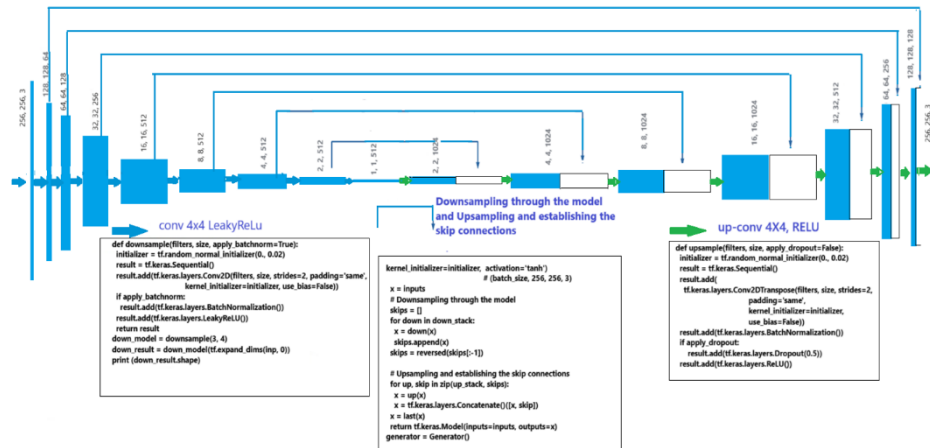 256, 256, 3
128, 128, 64
64, 64, 128
32, 32, 256
16, 16, 512
8, 8, 512
4, 4, 512
2, 2, 512
1, 1, 512
2, 2, 1024
4, 4, 1024
8, 8, 1024
16, 16, 1024
32, 32, 512
64, 64, 256
128, 128, 128
256, 256, 3
conv 4x4 LeakyReLu
def downsample(filters, size, apply_batchnorm=True):
initializer = tf.random_normal_initializer(0., 0.02)
result = tf.keras.Sequential()
result.add(tf.keras.layers.Conv2D(filters, size, strides=2, padding='same',
kernel_initializer=initializer, use_bias=False))
if apply_batchnorm:
result.add(tf.keras.layers.BatchNormalization())
result.add(tf.keras.layers.LeakyReLU())
return result
down_model = downsample(3, 4)
down_result = down_model(tf.expand_dims(inp, 0))
print (down_result.shape)
Downsampling through the model
and Upsampling and establishing the
skip connections
kernel_initializer=initializer, activation='tanh')
# (batch_size, 256, 256, 3)
x = inputs
# Downsampling through the model
skips = []
for down in down_stack:
x = down(x)
skips.append(x)
skips = reversed(skips[:-1])
# Upsampling and establishing the skip connections
for up, skip in zip(up_stack, skips):
x = up(x)
x = tf.keras.layers.Concatenate()([x, skip])
x = last(x)
return tf.keras.Model(inputs=inputs, outputs=x)
generator = Generator()
up-conv 4X4, RELU
def upsample(filters, size, apply_dropout=False):
initializer = tf.random_normal_initializer(0., 0.02)
result = tf.keras.Sequential()
result.add(
tf.keras.layers.Conv2DTranspose(filters, size, strides=2,
padding='same',
kernel_initializer=initializer,
use_bias=False))
result.add(tf.keras.layers.BatchNormalization())
if apply_dropout:
result.add(tf.keras.layers.Dropout(0.5))
result.add(tf.keras.layers.ReLU())